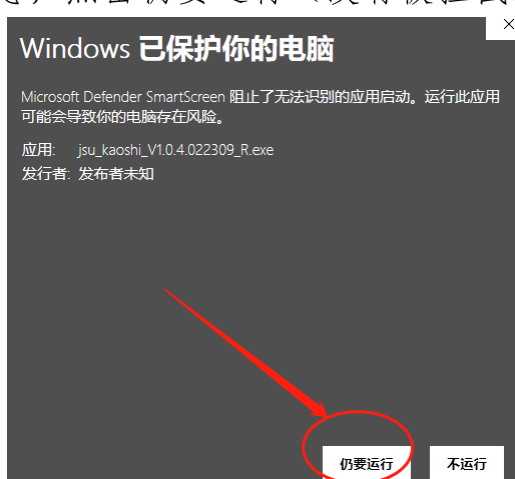 Windows 已保护你的电脑
Microsoft Defender SmartScreen 阻止了无法识别的应用启动。运行此应用
可能会导致你的电脑存在风险。
应用: jsu_kaoshi_V1.0.4.022309_R.exe
发行者: 发布者未知
仍要运行 不运行